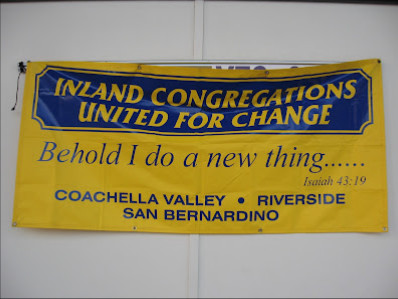 INLAND CONGREGATIONS
UNITED FOR CHANGE
Behold I do a new thing......
Isaiah 43:19
COACHELLA VALLEY • RIVERSIDE
SAN BERNARDINO